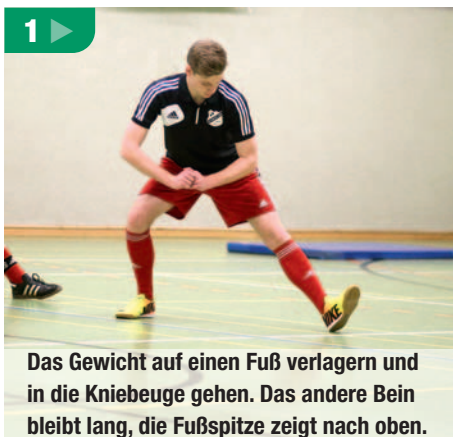 1
Das Gewicht auf einen Fuß verlagern und
in die Kniebeuge gehen. Das andere Bein
bleibt lang, die Fußspitze zeigt nach oben.
NIKE